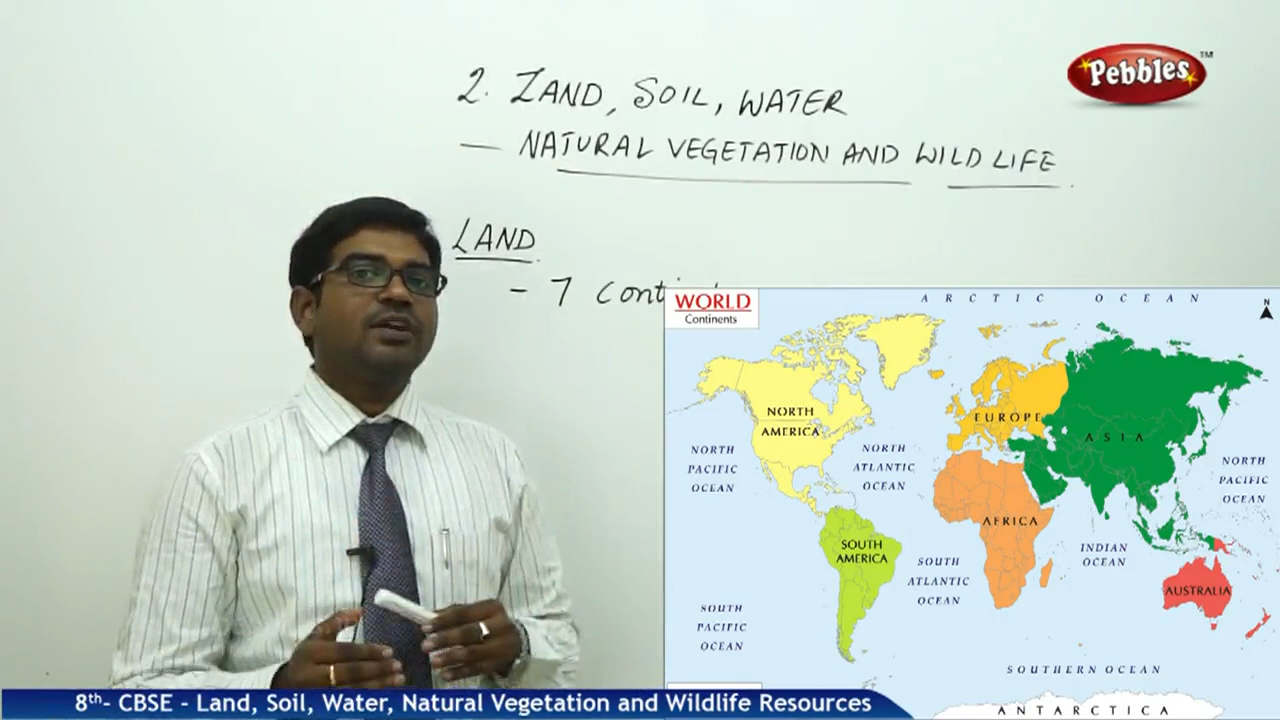 Pebbles™
2. LAND, SOIL, WATER
— NATURAL VEGETATION AND WILD LIFE.
LAND.
- 7 Conti
WORLD
Continents
ARCTIC OCEAN
N
NORTH
AMERICA
EUROPE
ASIA
NORTH
PACIFIC
OCEAN
NORTH
ATLANTIC
OCEAN
NORTH
PACIFIC
OCEAN
AFRICA
SOUTH
AMERICA
INDIAN
OCEAN
SOUTH
ATLANTIC
OCEAN
AUSTRALIA
SOUTH
PACIFIC
OCEAN
SOUTHERN OCEAN
ANTARCTICA
8th- CBSE - Land, Soil, Water, Natural Vegetation and Wildlife Resources